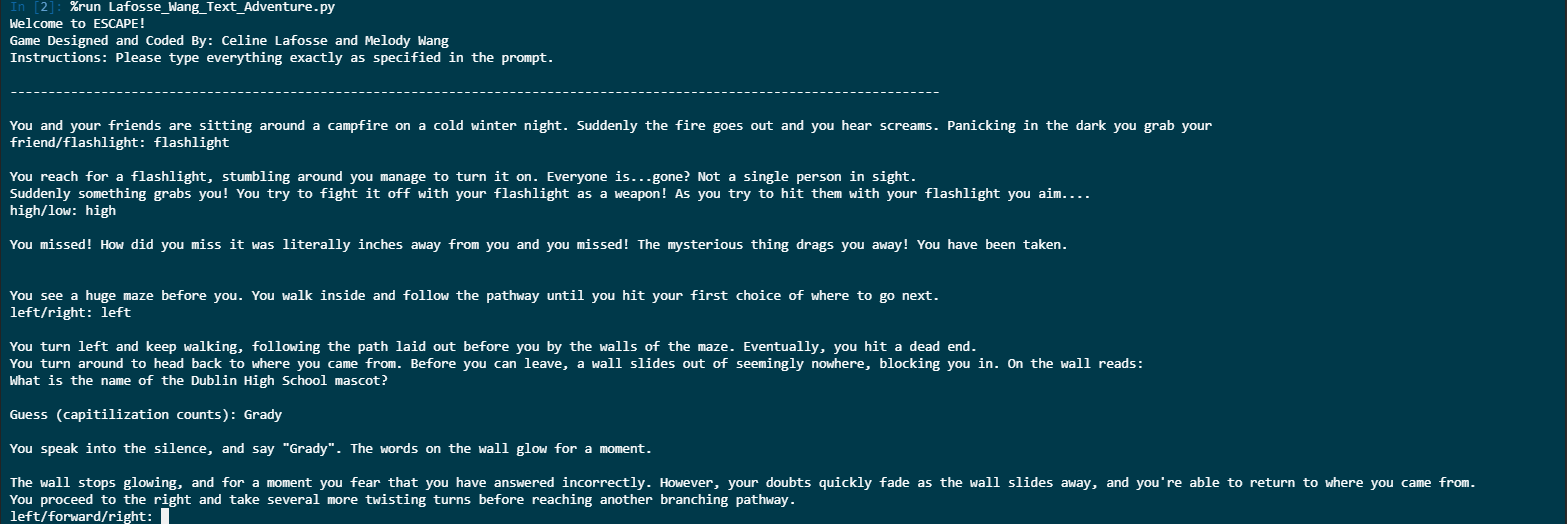 In [2]: %run Lafosse_Wang_Text_Adventure.py
Welcome to ESCAPE!
Game Designed and Coded By: Celine Lafosse and Melody Wang
Instructions: Please type everything exactly as specified in the prompt.
--------------------------------------------------------------------------------------------------------------------------
You and your friends are sitting around a campfire on a cold winter night. Suddenly the fire goes out and you hear screams. Panicking in the dark you grab your
friend/flashlight: flashlight
You reach for a flashlight, stumbling around you manage to turn it on. Everyone is...gone? Not a single person in sight.
Suddenly something grabs you! You try to fight it off with your flashlight as a weapon! As you try to hit them with your flashlight you aim....
high/low: high
You missed! How did you miss it was literally inches away from you and you missed! The mysterious thing drags you away! You have been taken.
You see a huge maze before you. You walk inside and follow the pathway until you hit your first choice of where to go next.
left/right: left
You turn left and keep walking, following the path laid out before you by the walls of the maze. Eventually, you hit a dead end.
You turn around to head back to where you came from. Before you can leave, a wall slides out of seemingly nowhere, blocking you in. On the wall reads:
What is the name of the Dublin High School mascot?
Guess (capitilization counts): Grady
You speak into the silence, and say "Grady". The words on the wall glow for a moment.
The wall stops glowing, and for a moment you fear that you have answered incorrectly. However, your doubts quickly fade as the wall slides away, and you're able to return to where you came from.
You proceed to the right and take several more twisting turns before reaching another branching pathway.
left/forward/right: